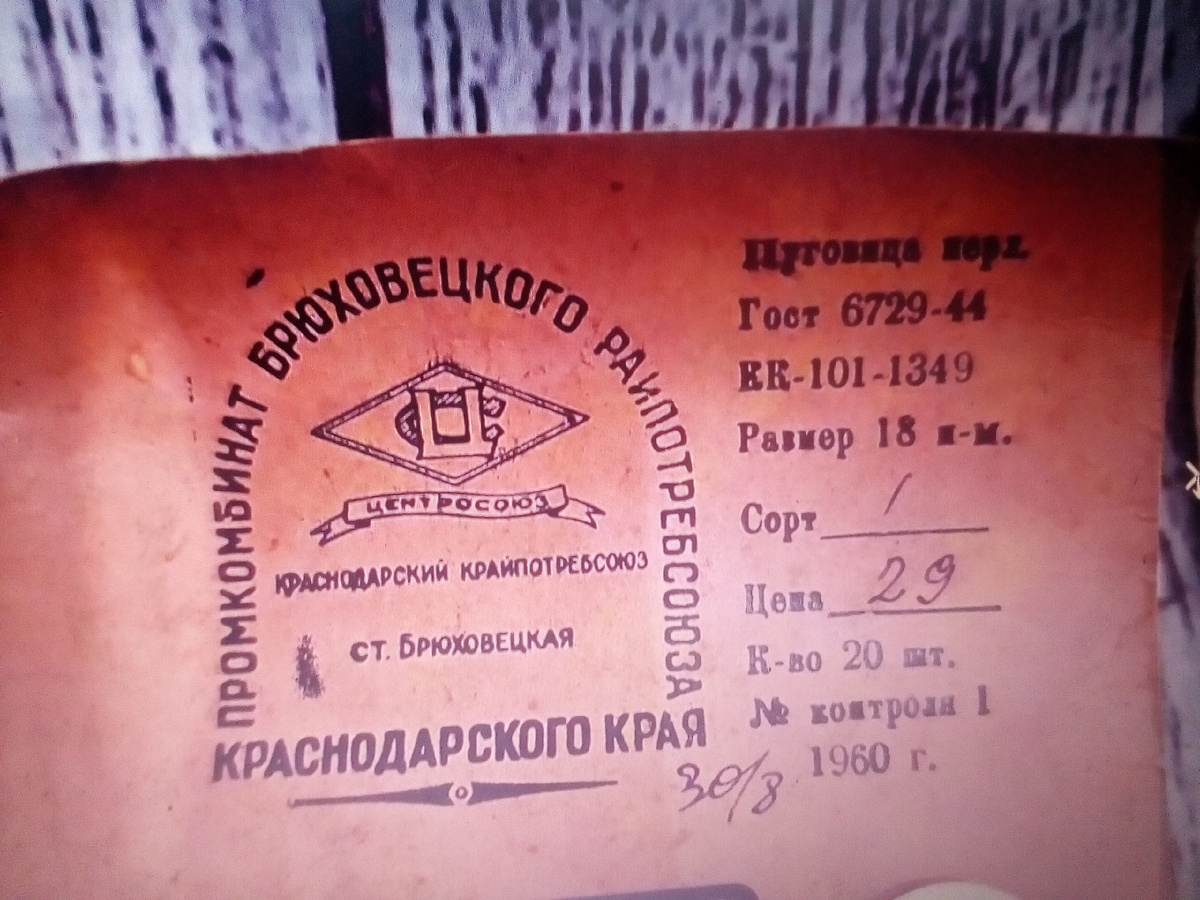 ПРОМКОМБИНАТ БРЮХОВЕЦКОГО РАЙПОТРЕБСОЮЗА
ЦЕНТРОСОЮЗ
КРАСНОДАРСКИЙ КРАЙПОТРЕБСОЮЗ
СТ. БРЮХОВЕЦКАЯ
КРАСНОДАРСКОГО КРАЯ
Пуговица
Гост 6729-44
КК-101-1349
Размер 18 м-м.
Сорт 1
Цена 29
К-во 20 шт.
№ контроля 1
1960 г.
30/8